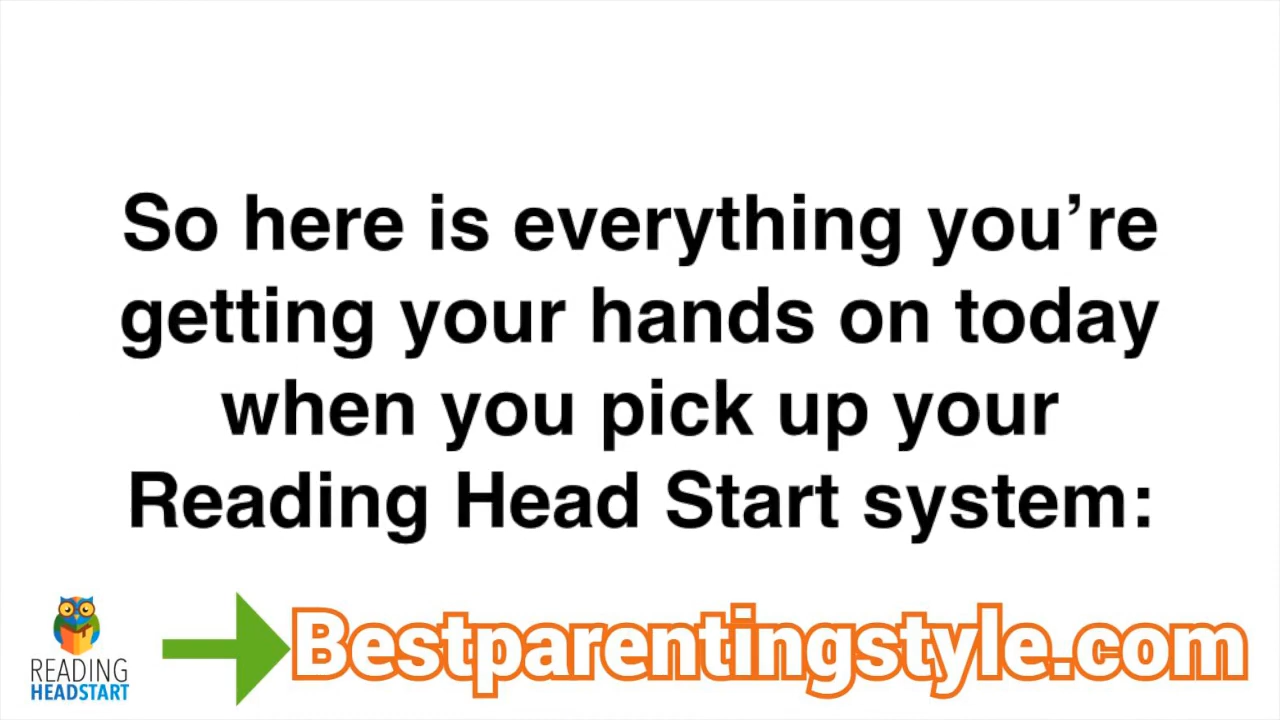 So here is everything you’re
getting your hands on today
when you pick up your
Reading Head Start system:
READING
HEADSTART
Bestparentingstyle.com